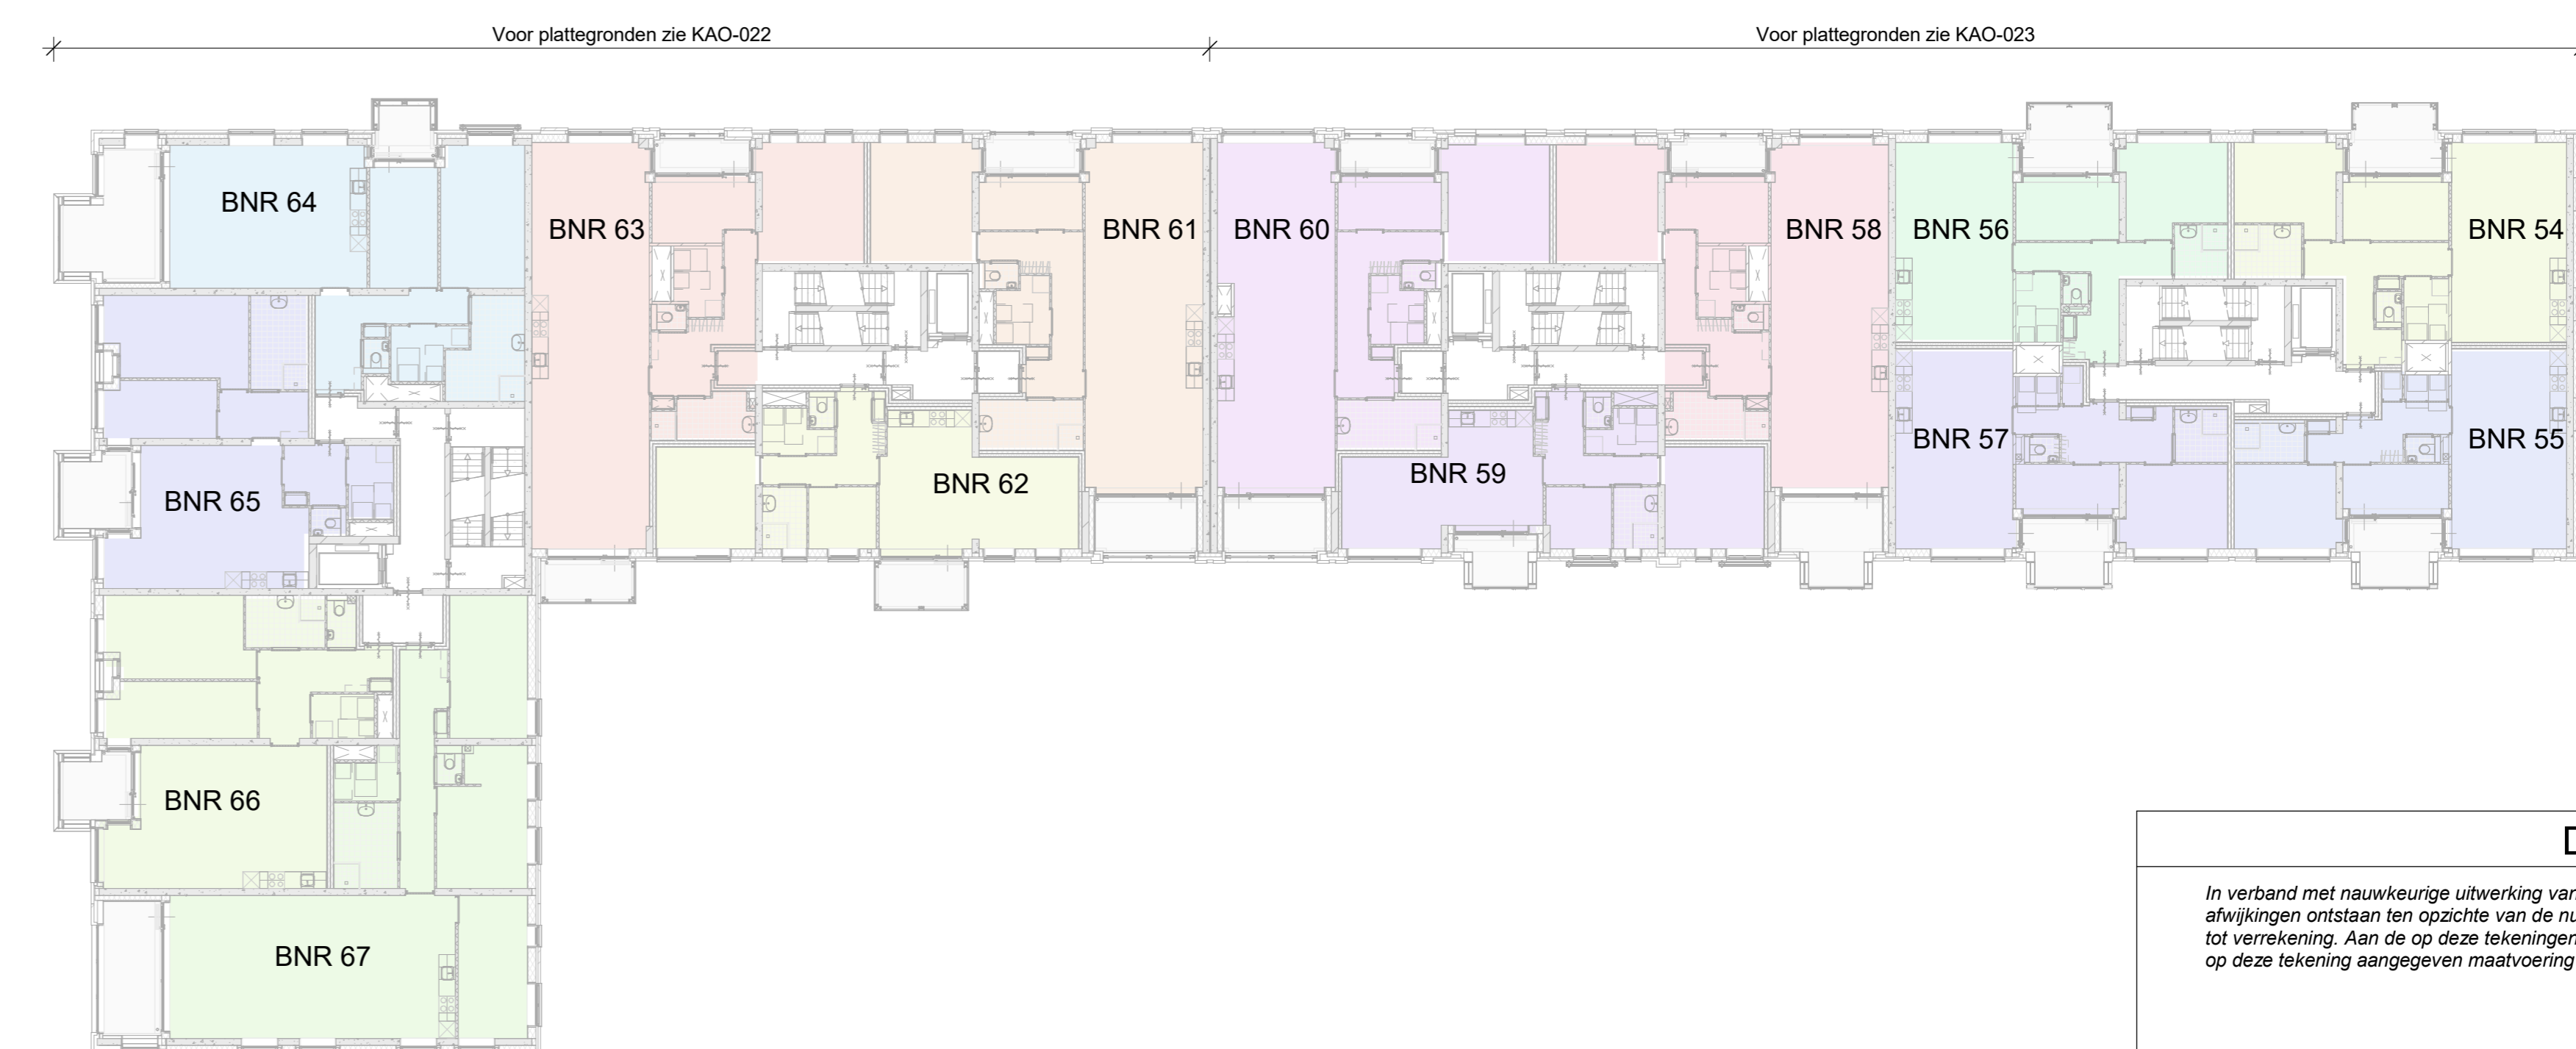 Voor plattegronden zie KAO-022
Voor plattegronden zie KAO-023
BNR 64
BNR 63
BNR 61
BNR 60
BNR 58
BNR 56
BNR 54
BNR 65
BNR 62
BNR 59
BNR 57
BNR 55
BNR 66
BNR 67
In verband met nauwkeurige uitwerking van
afwijkingen ontstaan ten opzichte van de
tot verrekening. Aan de op deze tekeningen
op deze tekening aangegeven maatvoering